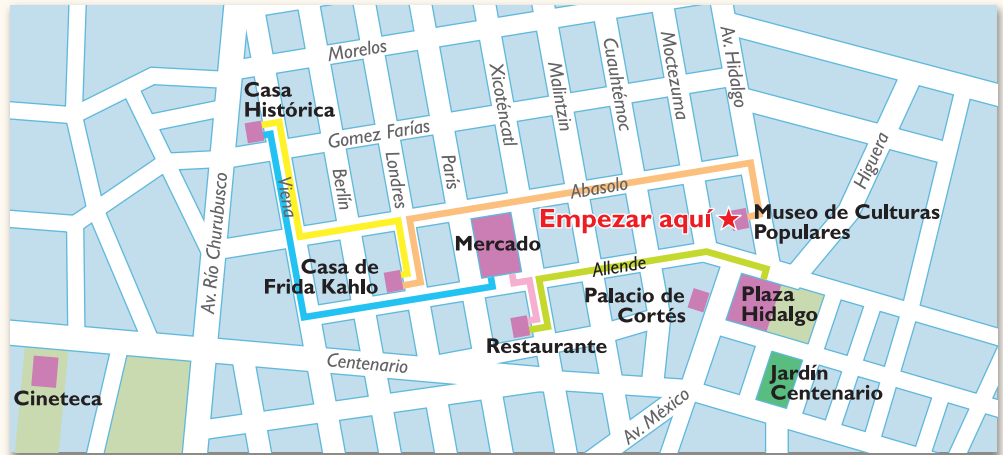 Morelos
Casa
Histórica
Gomez Farías
Xicoténcatl
Malintzin
Cuauhtémoc
Moctezuma
Av. Hidalgo
Higuera
Av. Río Churubusco
Viena
Berlín
Londres
París
Abasolo
Empezar aquí
Museo de Culturas
Populares
Mercado
Casa de
Frida Kahlo
Allende
Palacio de
Cortés
Plaza
Hidalgo
Restaurante
Centenario
Cineteca
Jardín
Centenario
Av. México